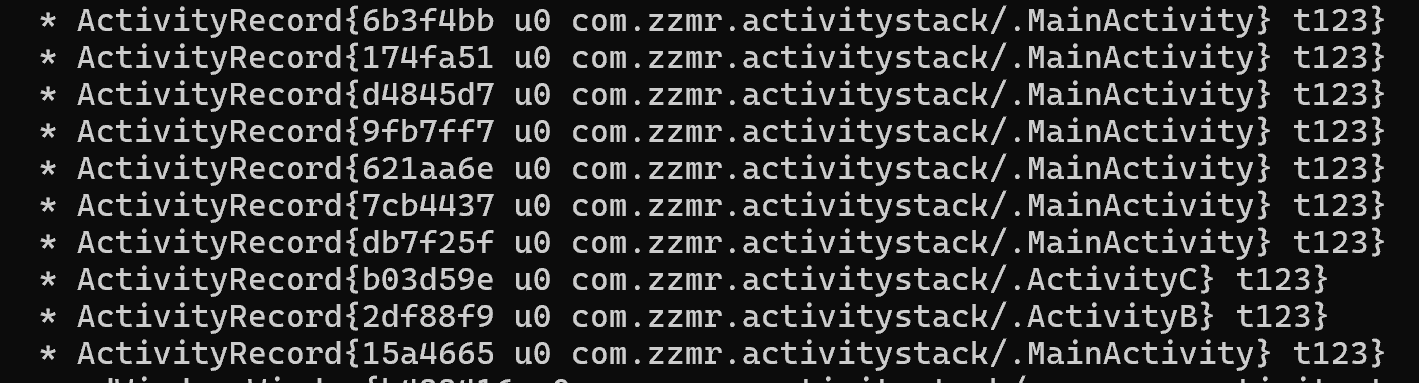 * ActivityRecord{6b3f4bb u0 com.zzmr.activitystack/.MainActivity} t123}
* ActivityRecord{174fa51 u0 com.zzmr.activitystack/.MainActivity} t123}
* ActivityRecord{d4845d7 u0 com.zzmr.activitystack/.MainActivity} t123}
* ActivityRecord{9fb7ff7 u0 com.zzmr.activitystack/.MainActivity} t123}
* ActivityRecord{621aa6e u0 com.zzmr.activitystack/.MainActivity} t123}
* ActivityRecord{7cb4437 u0 com.zzmr.activitystack/.MainActivity} t123}
* ActivityRecord{db7f25f u0 com.zzmr.activitystack/.MainActivity} t123}
* ActivityRecord{b03d59e u0 com.zzmr.activitystack/.ActivityC} t123}
* ActivityRecord{2df88f9 u0 com.zzmr.activitystack/.ActivityB} t123}
* ActivityRecord{15a4665 u0 com.zzmr.activitystack/.MainActivity} t123}